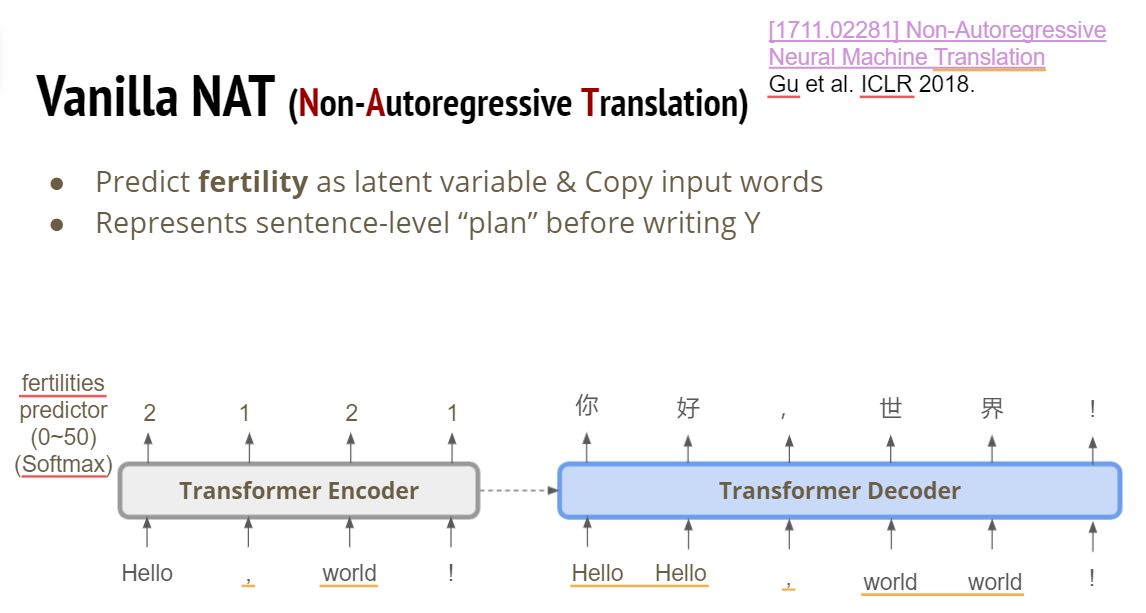 [1711.02281] Non-Autoregressive
Neural Machine Translation
Gu et al. ICLR 2018.
Vanilla NAT (Non-Autoregressive Translation)
● Predict fertility as latent variable & Copy input words
● Represents sentence-level “plan” before writing Y
fertilities
predictor
(0~50)
(Softmax)
2 1 2 1
你 好 , 世 界 !
Transformer Encoder
Transformer Decoder
Hello , world !
Hello Hello , world world !